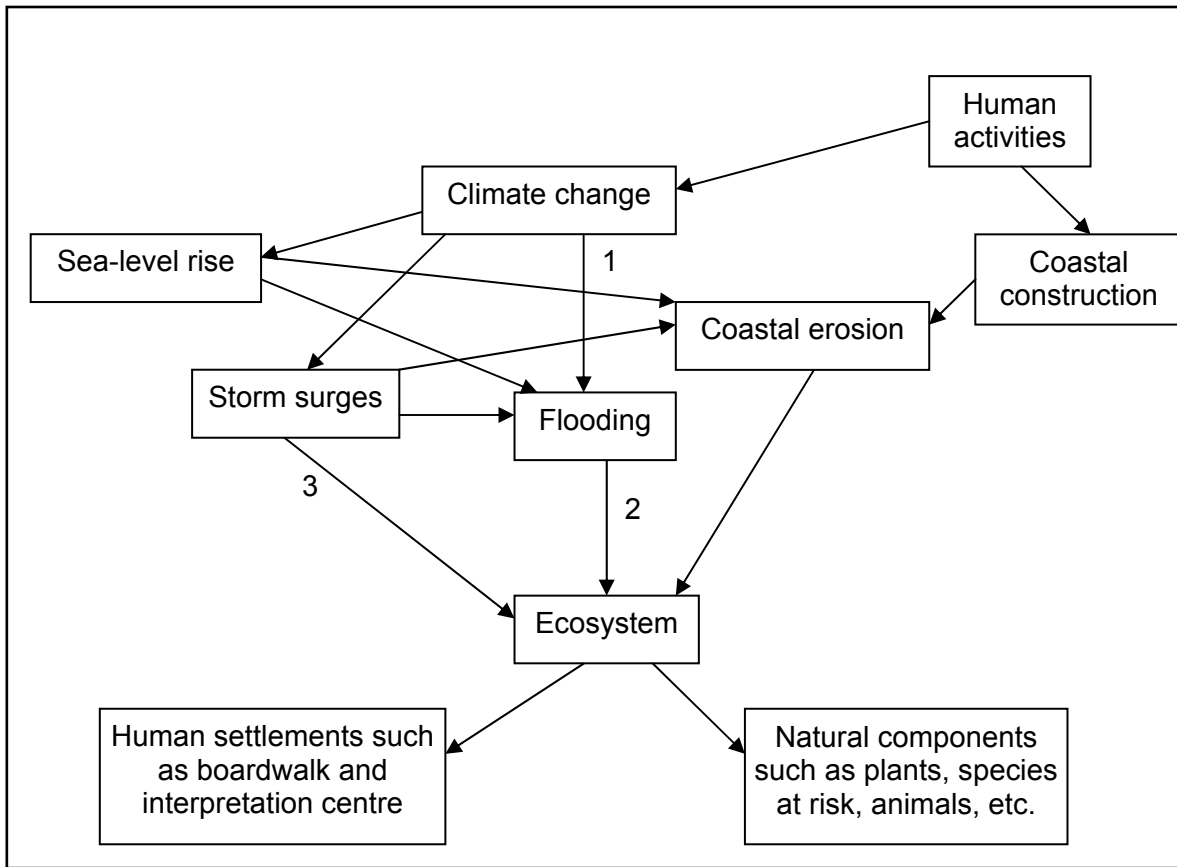 Human
activities
Climate change
Sea-level rise
1
Coastal
construction
Coastal erosion
Storm surges
Flooding
3
2
Ecosystem
Human settlements such
as boardwalk and
interpretation centre
Natural components
such as plants, species
at risk, animals, etc.